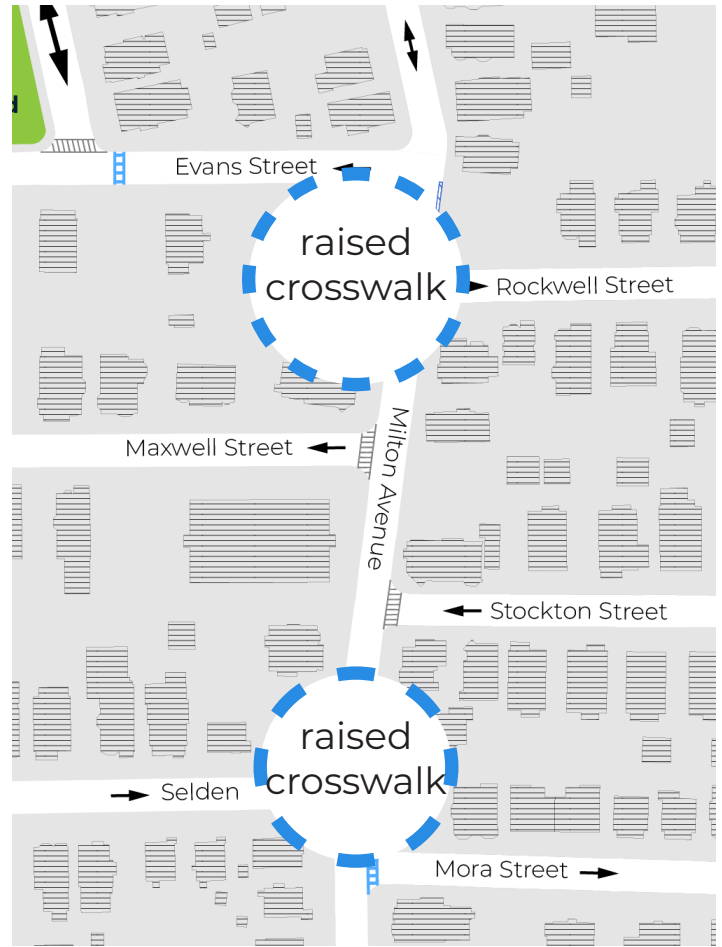 Evans Street
raised
crosswalk
Rockwell Street
Maxwell Street
Milton Avenue
Stockton Street
raised
crosswalk
Selden
Mora Street